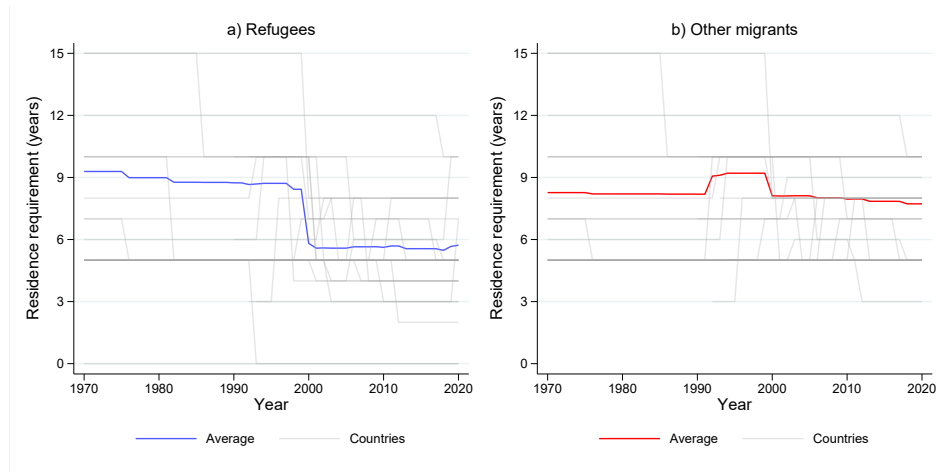 a) Refugees
Residence requirement (years)
15
12
9
6
3
0
1970 1980 1990 2000 2010 2020
Year
Average Countries
b) Other migrants
Residence requirement (years)
15
12
9
6
3
0
1970 1980 1990 2000 2010 2020
Year
Average Countries